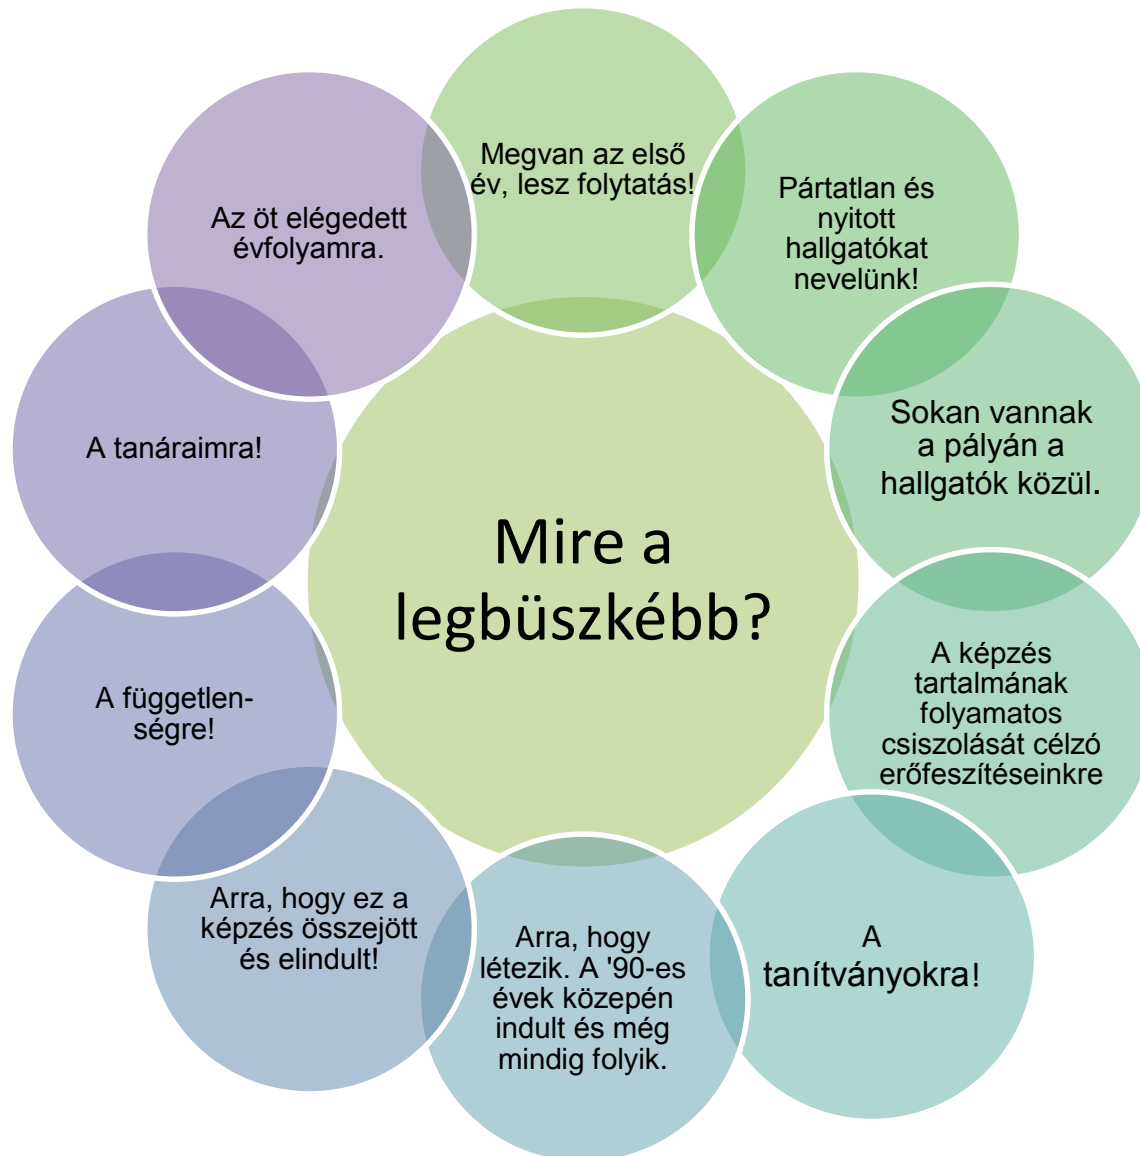 Megvan az első
év, lesz folytatás!
Pártatlan és
nyitott
hallgatókat
nevelünk!
Sokan vannak
a pályán a
hallgatók közül.
A képzés
tartalmának
folyamatos
csiszolását célzó
erőfeszítéseinkre
A
tanítványokra!
Arra, hogy
létezik. A '90-es
évek közepén
indult és még
mindig folyik.
Arra, hogy ez a
képzés összejött
és elindult!
A független-
ségre!
A tanáraimra!
Az öt elégedett
évfolyamra.
Mire a
legbüszkébb?